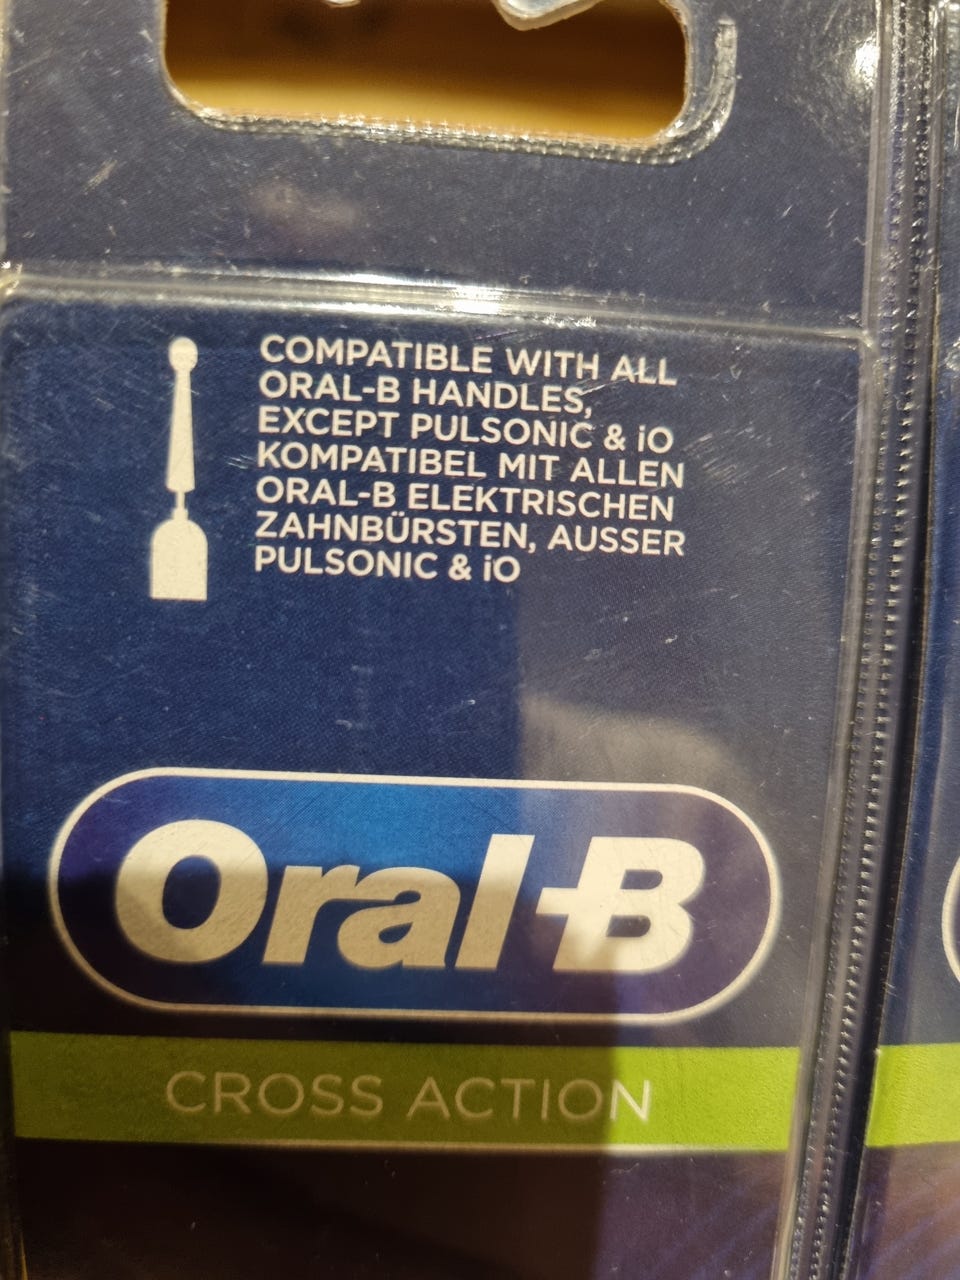 COMPATIBLE WITH ALL
ORAL-B HANDLES,
EXCEPT PULSONIC & iO
KOMPATIBEL MIT ALLEN
ORAL-B ELEKTRISCHEN
ZAHNBÜRSTEN, AUSSER
PULSONIC & iO
Oral-B
CROSS ACTION